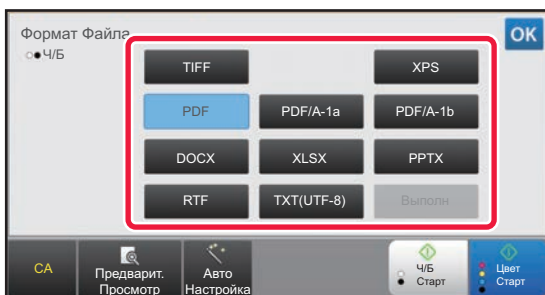 Формат Файла
Ч/Б
OK
TIFF
XPS
PDF
PDF/A-1a
PDF/A-1b
DOCX
XLSX
PPTX
RTF
TXT(UTF-8)
Выполн
CA
Предварит.
Просмотр
Авто
Настройка
Ч/Б
Старт
Цвет
Старт